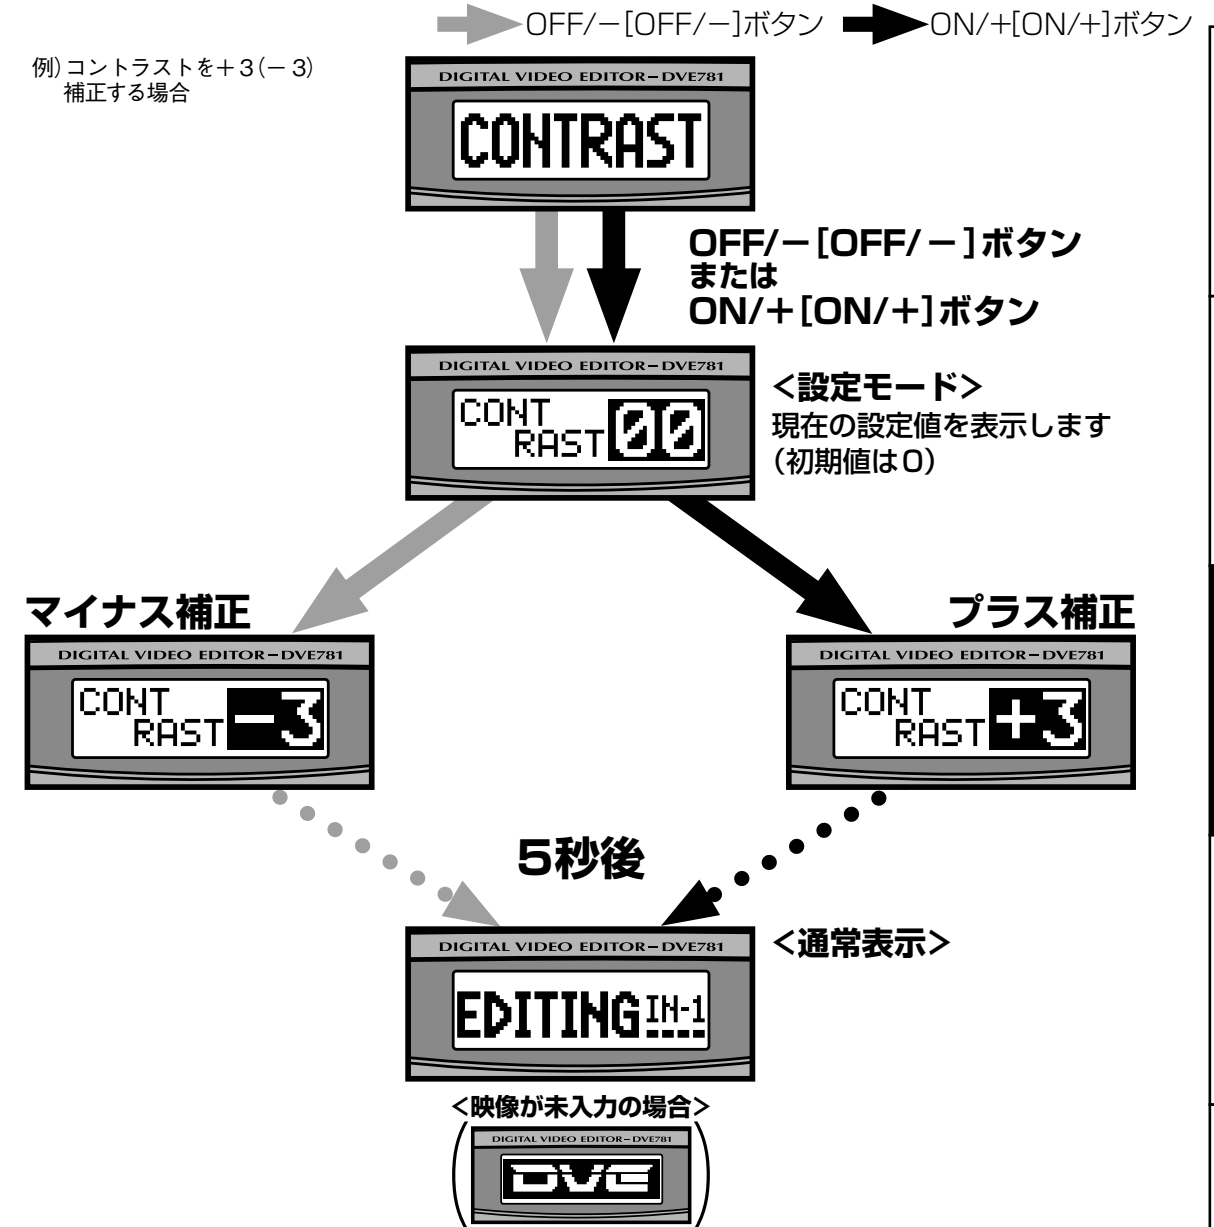 OFF/－[OFF/－]ボタン ON/＋[ON/＋]ボタン
例）コントラストを＋３（－３）
補正する場合
DIGITAL VIDEO EDITOR－DVE781
CONTRAST
OFF/－[OFF/－]ボタン
または
ON/＋[ON/＋]ボタン
DIGITAL VIDEO EDITOR－DVE781
CONT
RAST 00
＜設定モード＞
現在の設定値を表示します
（初期値は０）
マイナス補正
DIGITAL VIDEO EDITOR－DVE781
CONT
RAST －3
プラス補正
DIGITAL VIDEO EDITOR－DVE781
CONT
RAST ＋3
5秒後
DIGITAL VIDEO EDITOR－DVE781
EDITING IN-1
＜通常表示＞
＜映像が未入力の場合＞
DIGITAL VIDEO EDITOR－DVE781
DVE